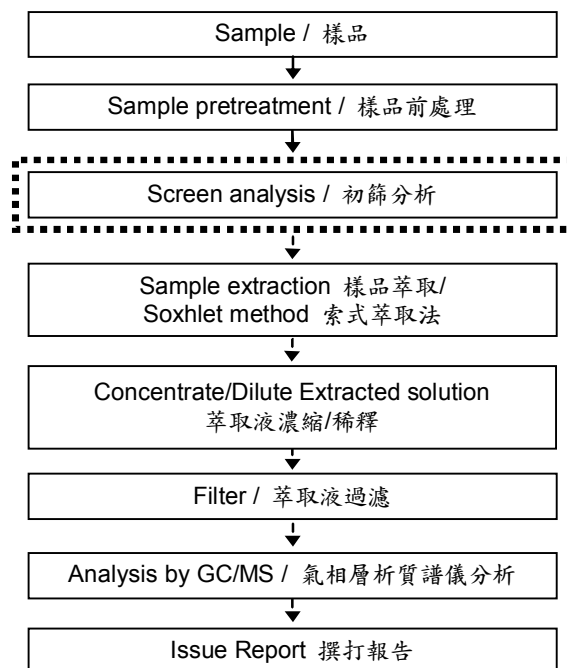 Sample / 樣品
Sample pretreatment / 樣品前處理
Screen analysis / 初篩分析
Sample extraction 樣品萃取/
Soxhlet method 索式萃取法
Concentrate/Dilute Extracted solution
萃取液濃縮/稀釋
Filter / 萃取液過濾
Analysis by GC/MS / 氣相層析質譜儀分析
Issue Report 撰打報告